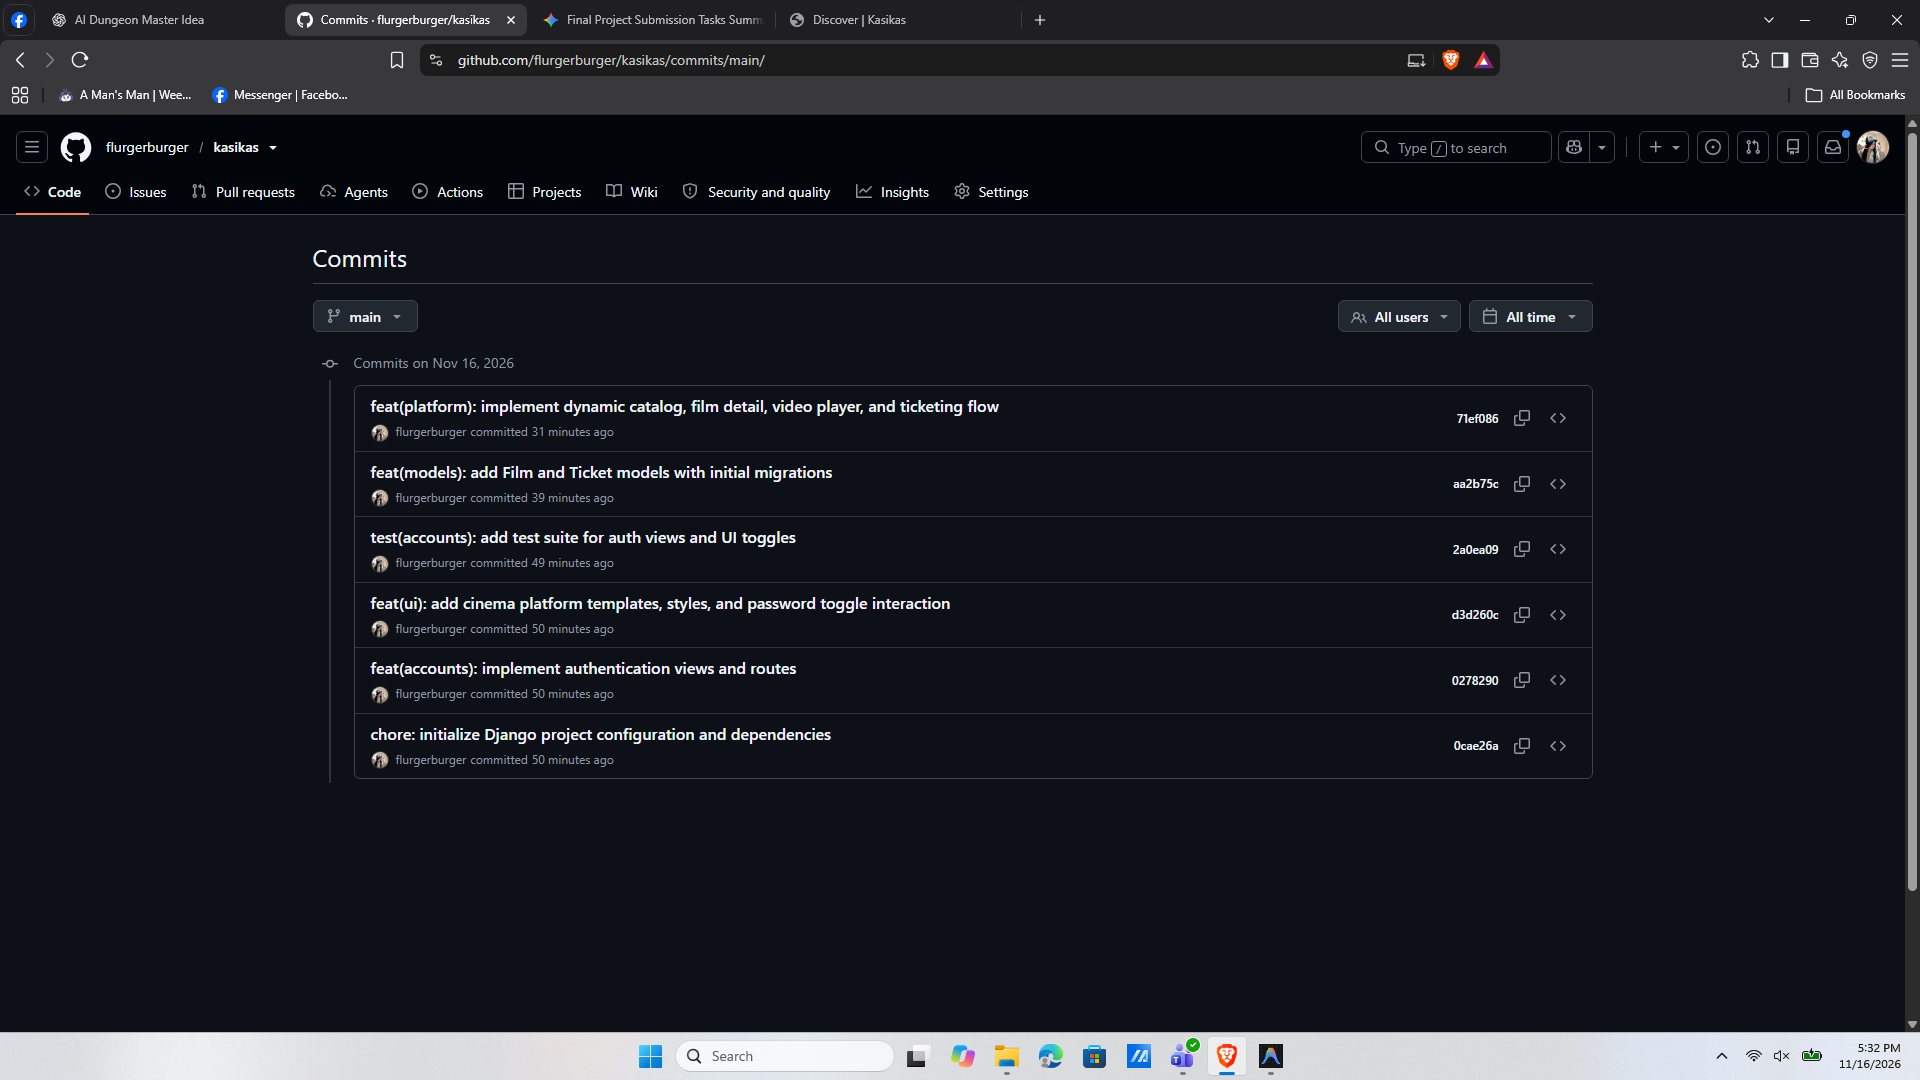 AI Dungeon Master Idea
Commits · flurgerburger/kasikas
Final Project Submission Tasks Summ
Discover | Kasikas
github.com/flurgerburger/kasikas/commits/main/
A Man's Man | Wee...
Messenger | Facebo...
All Bookmarks
flurgerburger / kasikas
Type / to search
Code
Issues
Pull requests
Agents
Actions
Projects
Wiki
Security and quality
Insights
Settings
Commits
main
All users
All time
Commits on Nov 16, 2026
feat(platform): implement dynamic catalog, film detail, video player, and ticketing flow
flurgerburger committed 31 minutes ago
71ef086
feat(models): add Film and Ticket models with initial migrations
flurgerburger committed 39 minutes ago
aa2b75c
test(accounts): add test suite for auth views and UI toggles
flurgerburger committed 49 minutes ago
2a0ea09
feat(ui): add cinema platform templates, styles, and password toggle interaction
flurgerburger committed 50 minutes ago
d3d260c
feat(accounts): implement authentication views and routes
flurgerburger committed 50 minutes ago
0278290
chore: initialize Django project configuration and dependencies
flurgerburger committed 50 minutes ago
0cae26a
Search
5:32 PM
11/16/2026